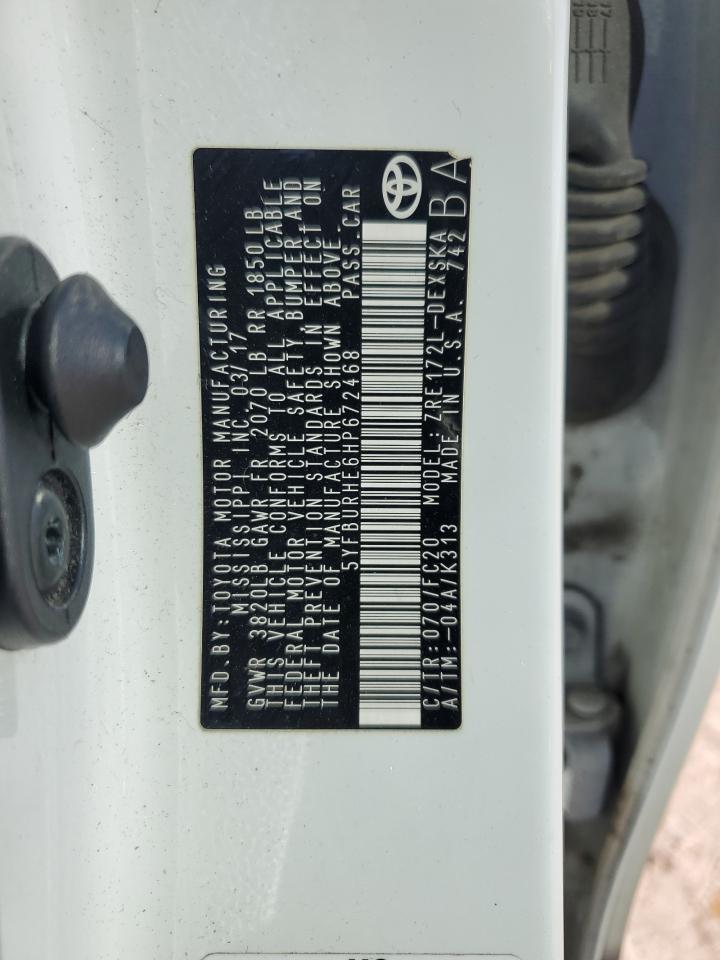 MFD.BY:TOYOTA MOTOR MANUFACTURING
MISSISSIPPI INC. 03/17
GVWR 3820LB GAWR FR 2070 LB RR 1850 LB
THIS VEHICLE CONFORMS TO ALL APPLICABLE
FEDERAL MOTOR VEHICLE SAFETY, BUMPER, AND
THEFT PREVENTION STANDARDS IN EFFECT ON
THE DATE OF MANUFACTURE SHOWN ABOVE.
5YFBURHE6HP672468 PASS.CAR
C/TR:070/FC20 MODEL:ZRE172L-DEXSKA
A/TM:-04A/K313 MADE IN U.S.A. 742
BA